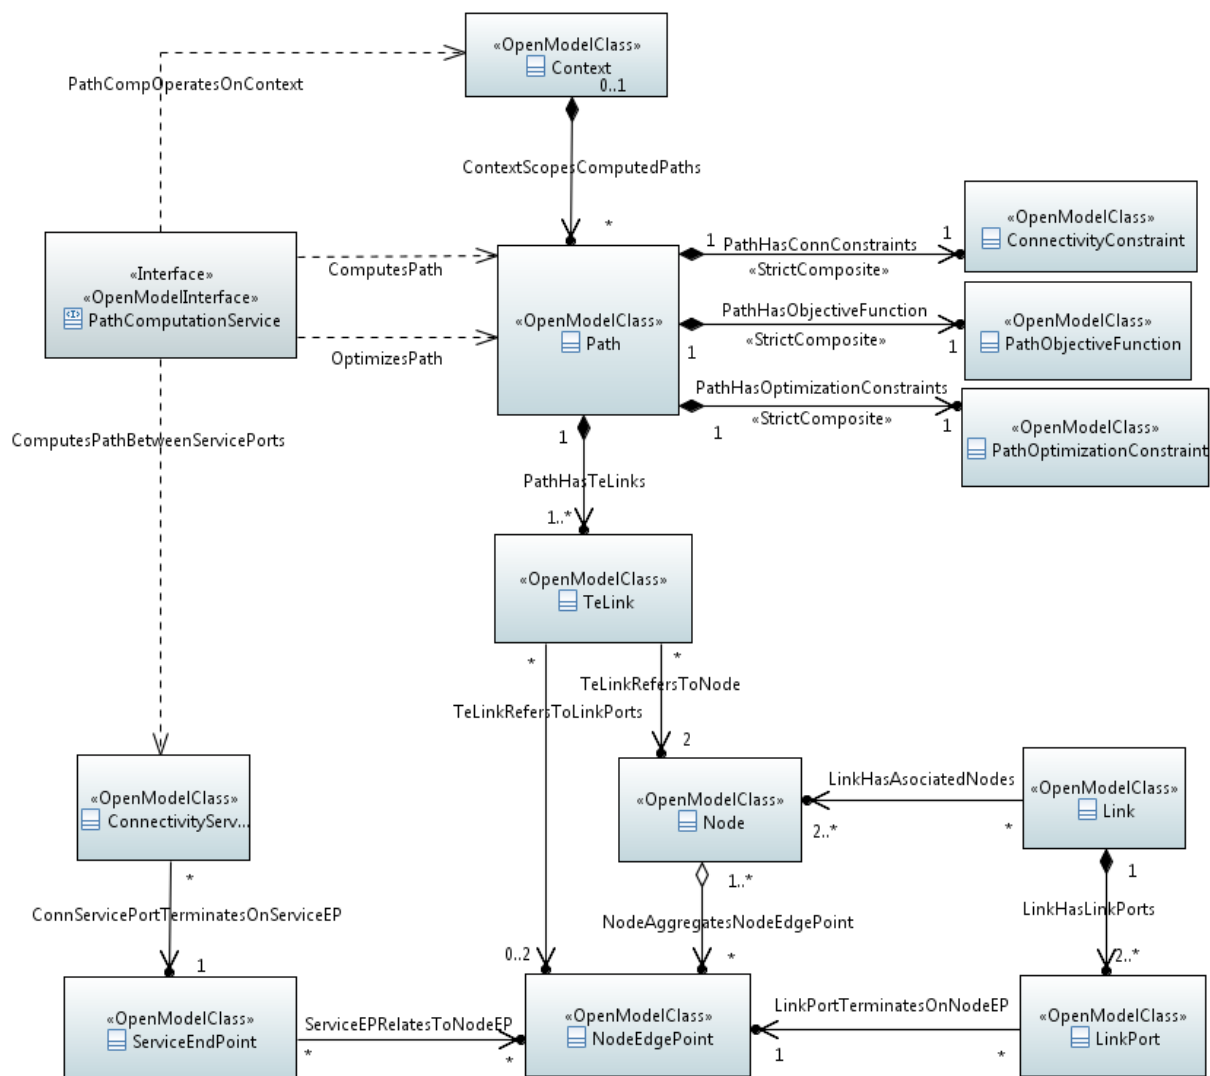 «OpenModelClass»
Context
0..1
PathCompOperatesOnContext
ContextScopesComputedPaths
*
«OpenModelClass»
ConnectivityConstraint
1
PathHasConnConstraints
1
«StrictComposite»
«Interface»
«OpenModelInterface»
PathComputationService
ComputesPath
OptimizesPath
«OpenModelClass»
Path
PathHasObjectiveFunction
«StrictComposite»
1
1
«OpenModelClass»
PathObjectiveFunction
PathHasOptimizationConstraints
«StrictComposite»
1
1
«OpenModelClass»
PathOptimizationConstraint
ComputesPathBetweenServicePorts
1
PathHasTeLinks
1..*
«OpenModelClass»
TeLink
*
*
TeLinkRefersToNode
TeLinkRefersToLinkPorts
2
«OpenModelClass»
ConnectivityServ...
«OpenModelClass»
Node
LinkHasAsociatedNodes
2..*
*
«OpenModelClass»
Link
*
1..*
1
ConnServicePortTerminatesOnServiceEP
NodeAggregatesNodeEdgePoint
LinkHasLinkPorts
1
0..2
*
2..*
«OpenModelClass»
ServiceEndPoint
ServiceEPRelatesToNodeEP
*
*
«OpenModelClass»
NodeEdgePoint
LinkPortTerminatesOnNodeEP
1
*
«OpenModelClass»
LinkPort